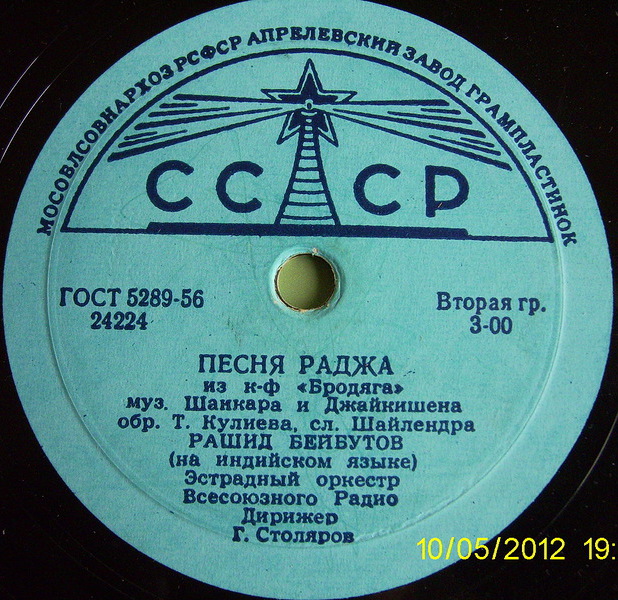 МОСОВЛСОВНАРХОЗ РСФСР АПРЕЛЕВСКИЙ ЗАВОД ГРАМПЛАСТИНОК
СССР
ГОСТ 5289-56
24224
Вторая гр.
3-00
ПЕСНЯ РАДЖА
из к-ф «Бродяга»
муз. Шанкара и Джайкишена
обр. Т. Кулиева, сл. Шайлендра
РАШИД БЕЙБУТОВ
(на индийском языке)
Эстрадный оркестр
Всесоюзного Радио
Дирижер
Г. Столяров
10/05/2012 19: